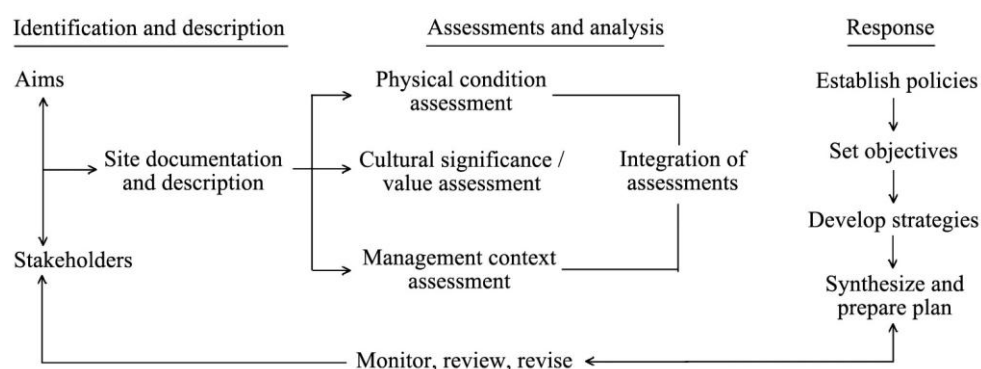 Identification and description
Assessments and analysis
Response
Aims
Physical condition
assessment
Establish policies
Site documentation
and description
Cultural significance /
value assessment
Integration of
assessments
Set objectives
Develop strategies
Stakeholders
Management context
assessment
Synthesize and
prepare plan
Monitor, review, revise